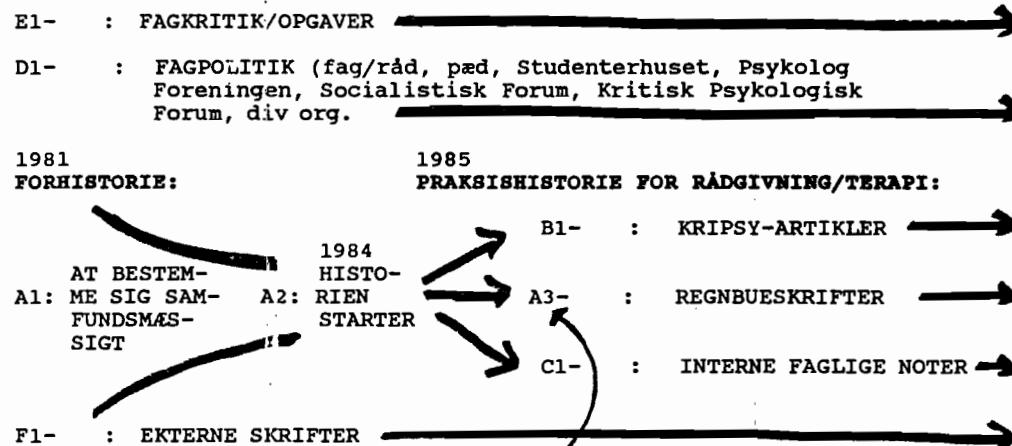 E1- : FAGKRITIK/OPGAVER
D1- : FAGPOLITIK (fag/råd, pæd, Studenterhuset, Psykolog
Foreningen, Socialistisk Forum, Kritisk Psykologisk
Forum, div org.
1981
FORHISTORIE:
1985
PRAKSISHISTORIE FOR RÅDGIVNING/TERAPI:
B1- : KRIPSY-ARTIKLER
A1: AT BESTEM-
ME SIG SAM-
FUNDSMÆS-
SIGT
1984
A2: HISTO-
RIEN
STARTER
A3- : REGNBUESKRIFTER
C1- : INTERNE FAGLIGE NOTER
F1- : EKTERNE SKRIFTER